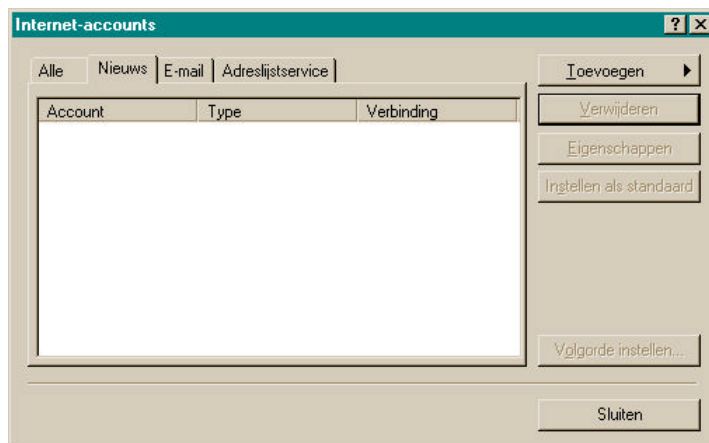 Internet-accounts
Alle Nieuws E-mail Adreslijstservice
Account Type Verbinding
Toevoegen
Verwijderen
Eigenschappen
Instellen als standaard
Volgorde instellen...
Sluiten